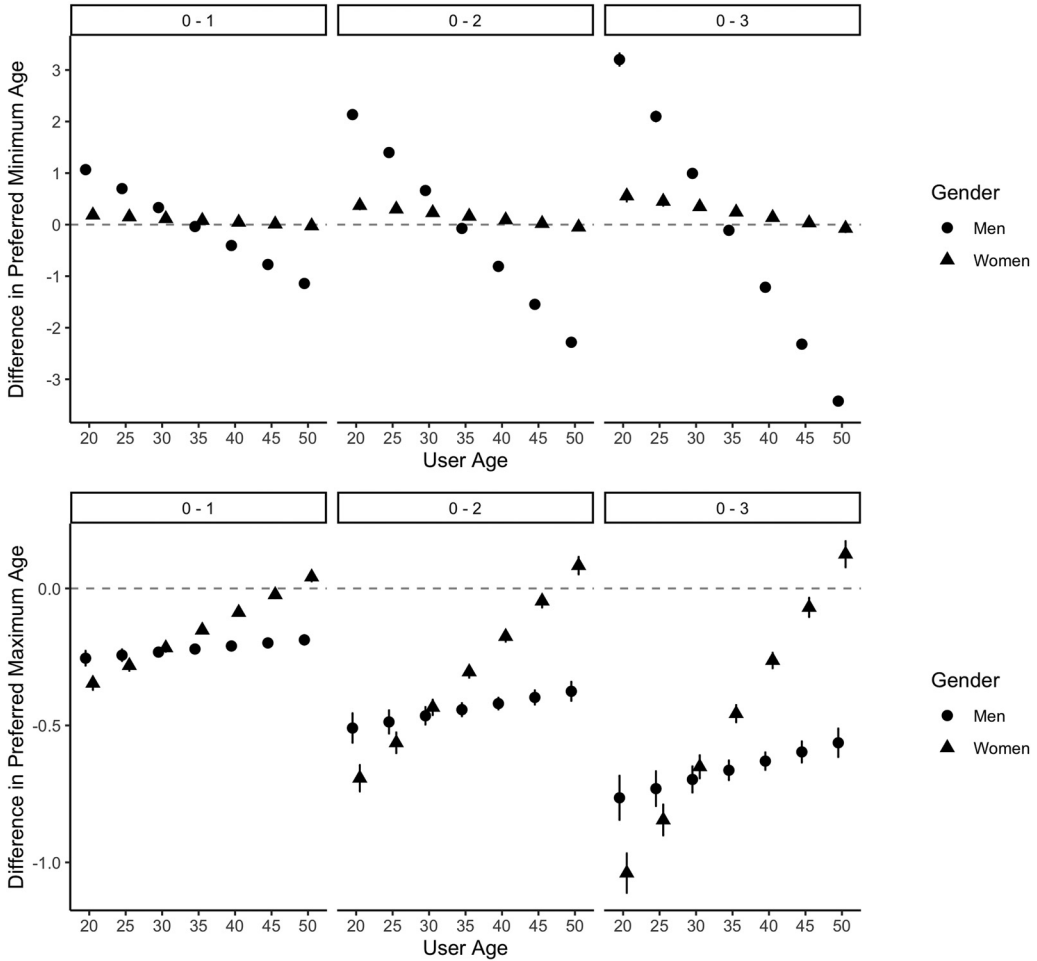 0 - 1
0 - 2
0 - 3
Difference in Preferred Minimum Age
3
2
1
0
-1
-2
-3
20 25 30 35 40 45 50
20 25 30 35 40 45 50
20 25 30 35 40 45 50
User Age
Gender
Men
Women
0 - 1
0 - 2
0 - 3
Difference in Preferred Maximum Age
0.0
-0.5
-1.0
20 25 30 35 40 45 50
20 25 30 35 40 45 50
20 25 30 35 40 45 50
User Age
Gender
Men
Women